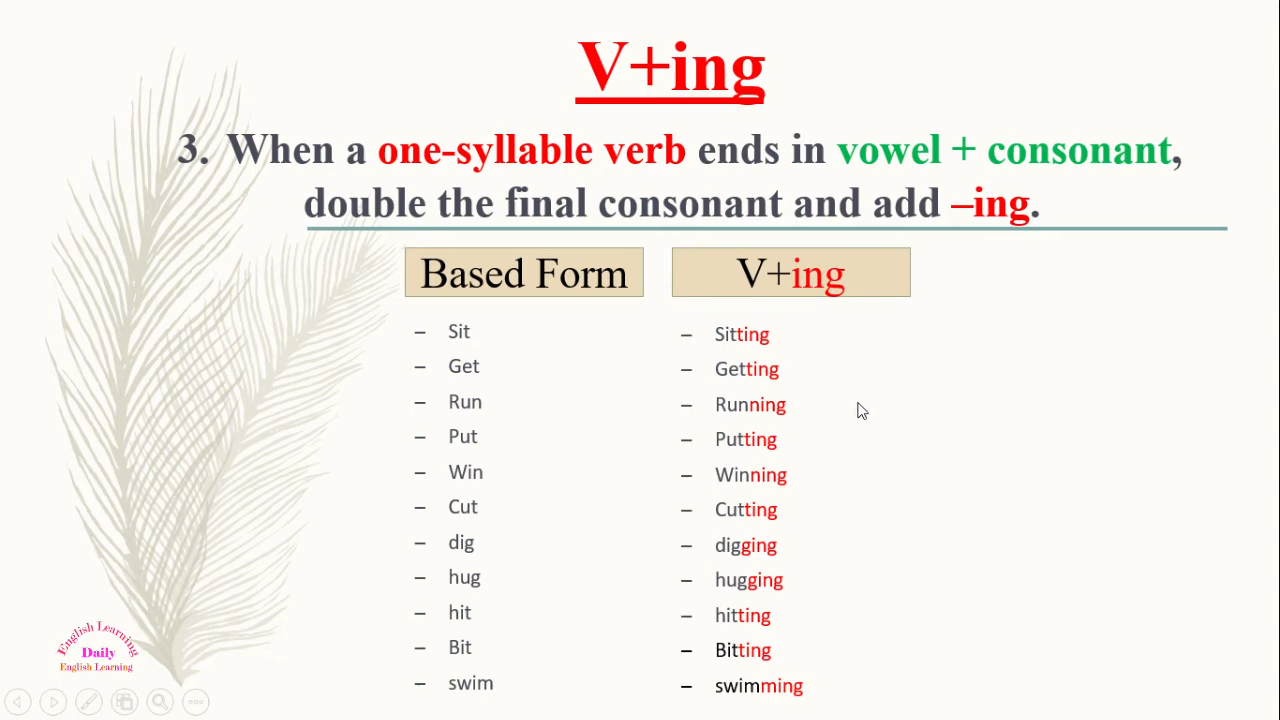 V+ing
3. When a one-syllable verb ends in vowel + consonant,
double the final consonant and add –ing.
Based Form
V+ing
– Sit
– Get
– Run
– Put
– Win
– Cut
– dig
– hug
– hit
– Bit
– swim
– Sitting
– Getting
– Running
– Putting
– Winning
– Cutting
– digging
– hugging
– hitting
– Bitting
– swimming
English Learning
Daily
English Learning